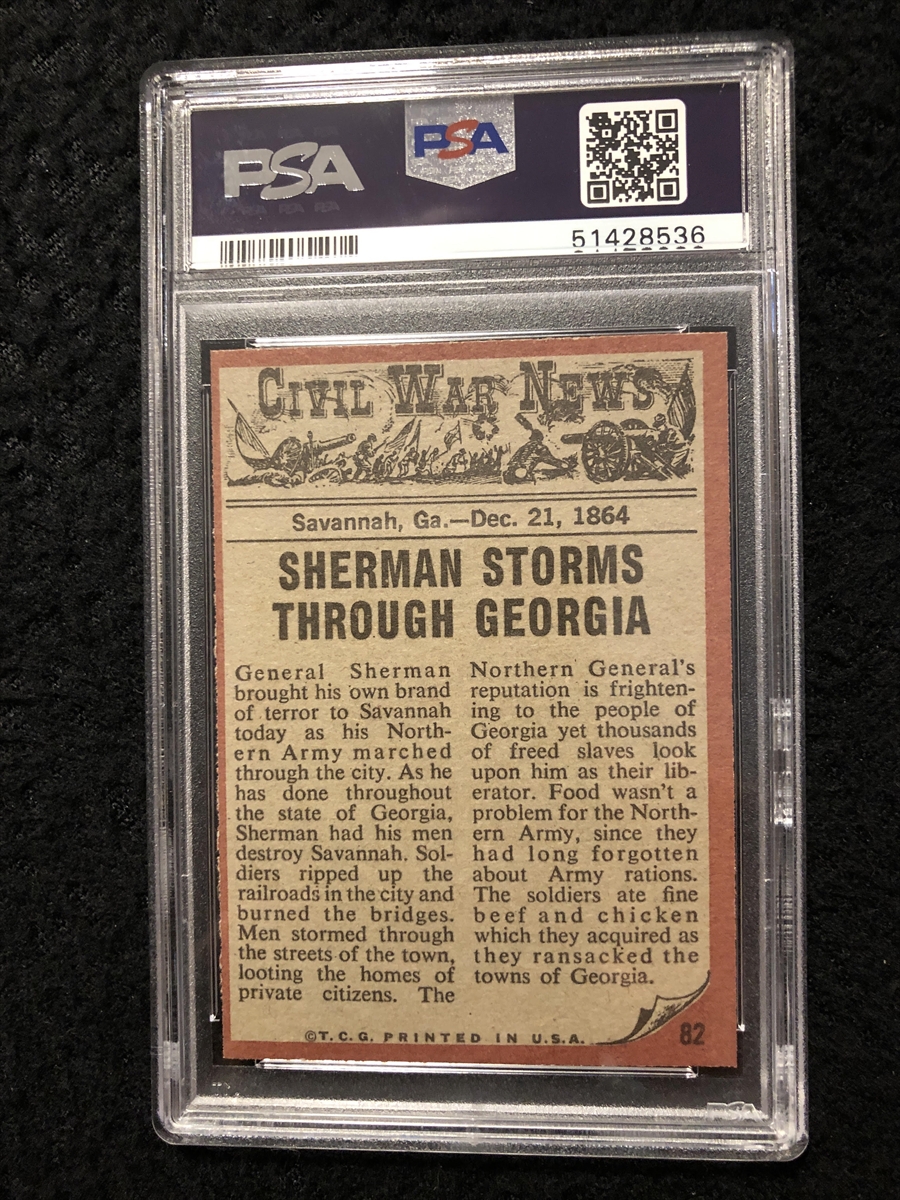 PSA
PSA
51428536
CIVIL WAR NEWS
Savannah, Ga.—Dec. 21, 1864
SHERMAN STORMS
THROUGH GEORGIA
General Sherman
brought his own brand
of terror to Savannah
today as his North-
ern Army marched
through the city. As he
has done throughout
the state of Georgia,
Sherman had his men
destroy Savannah. Sol-
diers ripped up the
railroads in the city and
burned the bridges.
Men stormed through
the streets of the town,
looting the homes of
private citizens. The
Northern General's
reputation is frighten-
ing to the people of
Georgia yet thousands
of freed slaves look
upon him as their lib-
erator. Food wasn't a
problem for the North-
ern Army, since they
had long forgotten
about Army rations.
The soldiers ate fine
beef and chicken
which they acquired as
they ransacked the
towns of Georgia.
©T.C.G. PRINTED IN U.S.A.
82
PSA